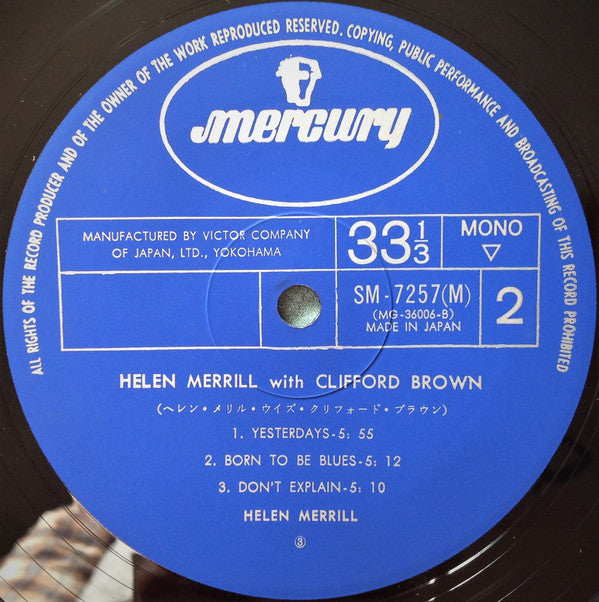 ALL RIGHTS OF THE RECORD PRODUCER AND OF THE OWNER OF THE WORK REPRODUCED RESERVED. COPYING, PUBLIC PERFORMANCE AND BROADCASTING OF THIS RECORD PROHIBITED
mercury
MANUFACTURED BY VICTOR COMPANY
OF JAPAN, LTD., YOKOHAMA
33 1/3
MONO
▽
SM-7257(M)
(MG-36006-B)
MADE IN JAPAN
2
HELEN MERRILL with CLIFFORD BROWN
(ヘレン・メリル・ウイズ・クリフォード・ブラウン)
1. YESTERDAYS-5: 55
2. BORN TO BE BLUES-5: 12
3. DON'T EXPLAIN-5: 10
HELEN MERRILL
③